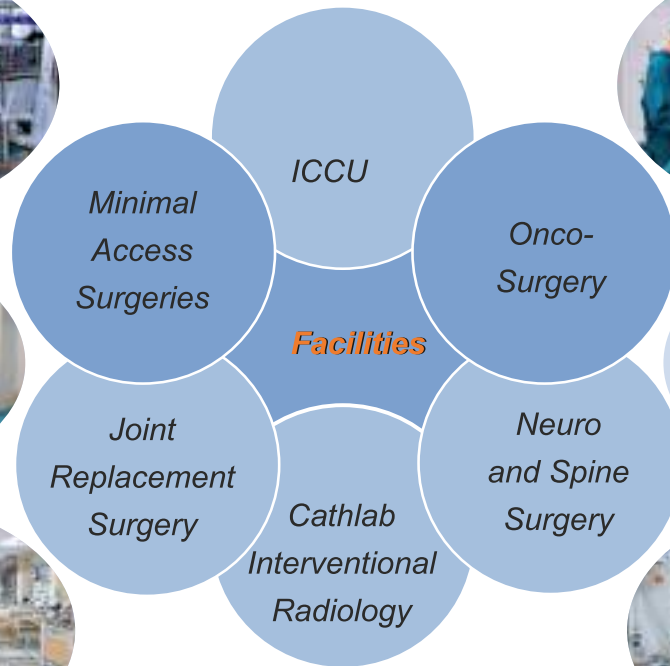 ICCU
Minimal
Access
Surgeries
Onco-
Surgery
Facilities
Joint
Replacement
Surgery
Neuro
and Spine
Surgery
Cathlab
Interventional
Radiology